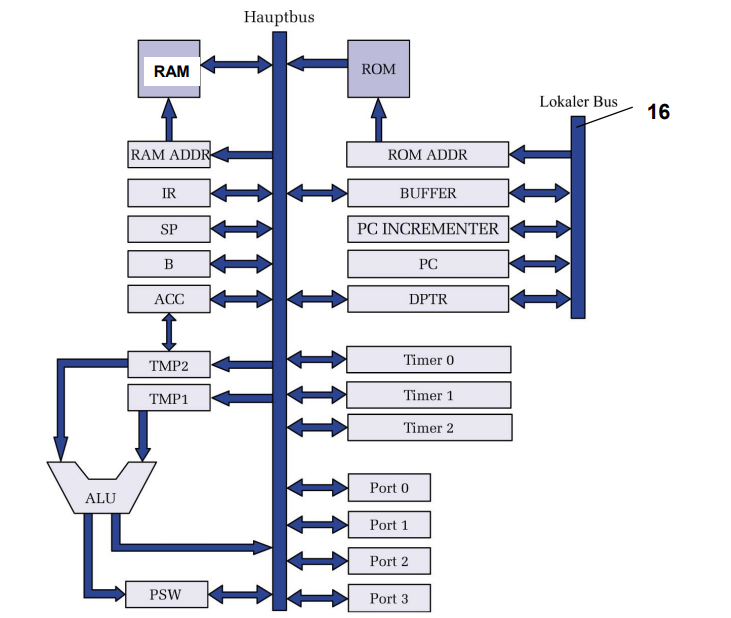 Hauptbus
RAM
ROM
Lokaler Bus
16
RAM ADDR
ROM ADDR
IR
BUFFER
SP
PC INCREMENTER
B
PC
ACC
DPTR
TMP2
Timer 0
TMP1
Timer 1
Timer 2
ALU
Port 0
Port 1
Port 2
PSW
Port 3